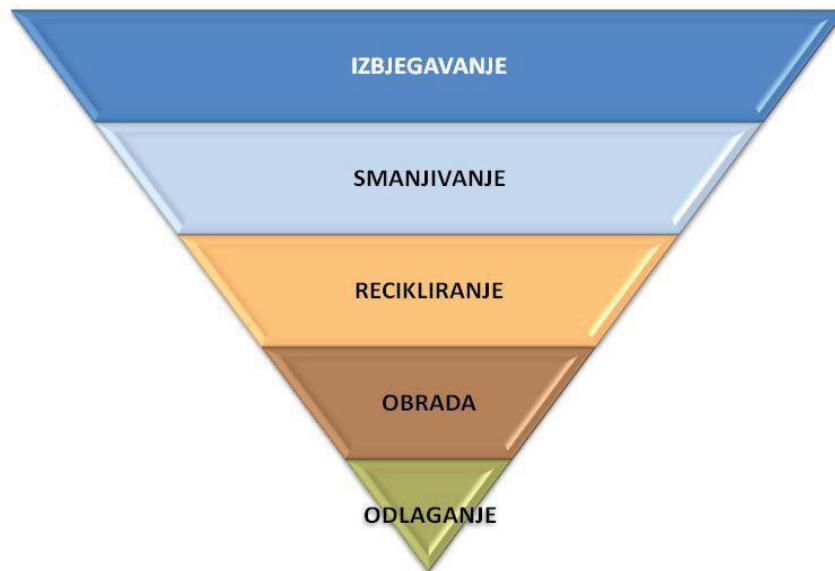 IZBJEGAVANJE
SMANJIVANJE
RECIKLIRANJE
OBRADA
ODLAGANJE